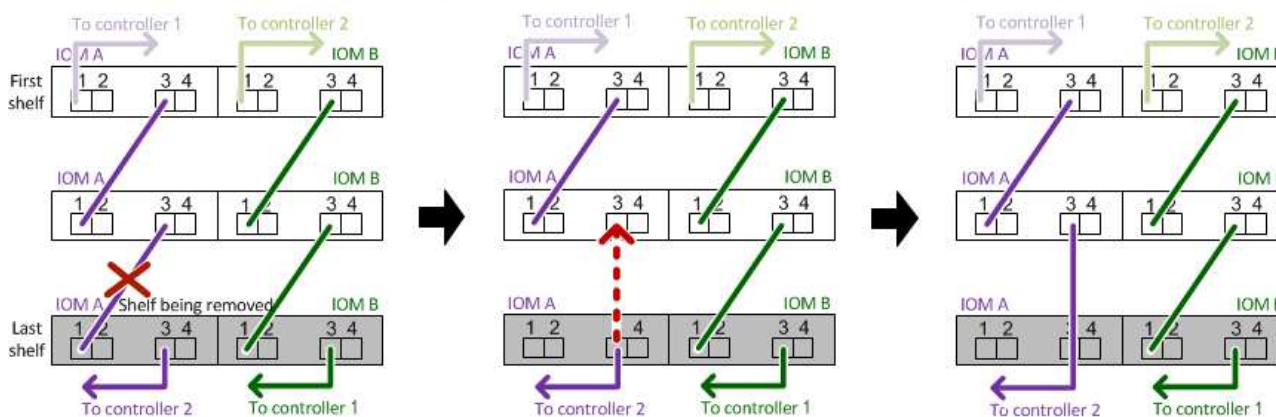 To controller 1 To controller 2 To controller 1 To controller 2 To controller 1 To controller 2
IOM A IOM B IOM A IOM B IOM A IOM
First shelf 1 2 3 4 1 2 3 4 1 2 3 4 1 2 3 4 1 2 3 4 1 2 3 4
IOM A IOM B IOM A IOM B IOM A IOM
1 2 3 4 1 2 3 4 1 2 3 4 1 2 3 4 1 2 3 4 1 2 3 4
IOM A Shelf being removed IOM B IOM A IOM B IOM A IOM
Last shelf 1 2 3 4 1 2 3 4 1 2 4 1 2 3 4 1 2 3 4 1 2 3 4
To controller 2 To controller 1 To controller 2 To controller 1 To controller 2 To controller 1